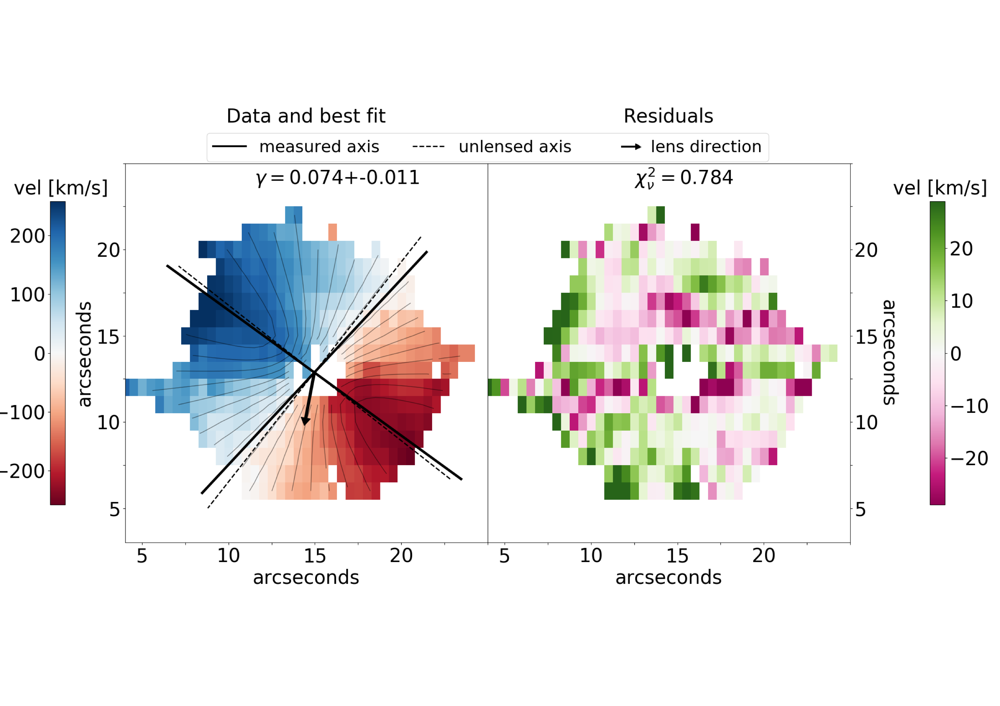 Data and best fit
Residuals
measured axis
unlensed axis
lens direction
γ = 0.074+-0.011
χ²ᵥ = 0.784
vel [km/s]
200
100
0
−100
−200
arcseconds
20
15
10
5
5
10
15
20
arcseconds
5
10
15
20
arcseconds
20
15
10
5
arcseconds
vel [km/s]
20
10
0
−10
−20